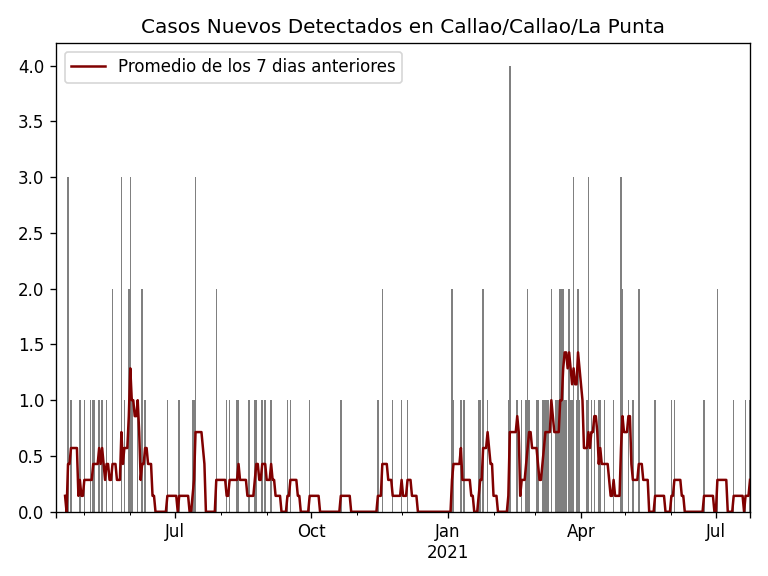 Casos Nuevos Detectados en Callao/Callao/La Punta
Promedio de los 7 dias anteriores
4.0
3.5
3.0
2.5
2.0
1.5
1.0
0.5
0.0
Jul
Oct
Jan
2021
Apr
Jul